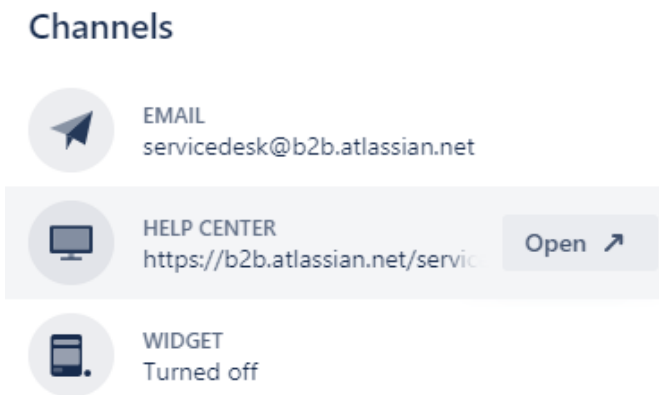 Channels
EMAIL
servicedesk@b2b.atlassian.net
HELP CENTER
https://b2b.atlassian.net/servic
Open
WIDGET
Turned off